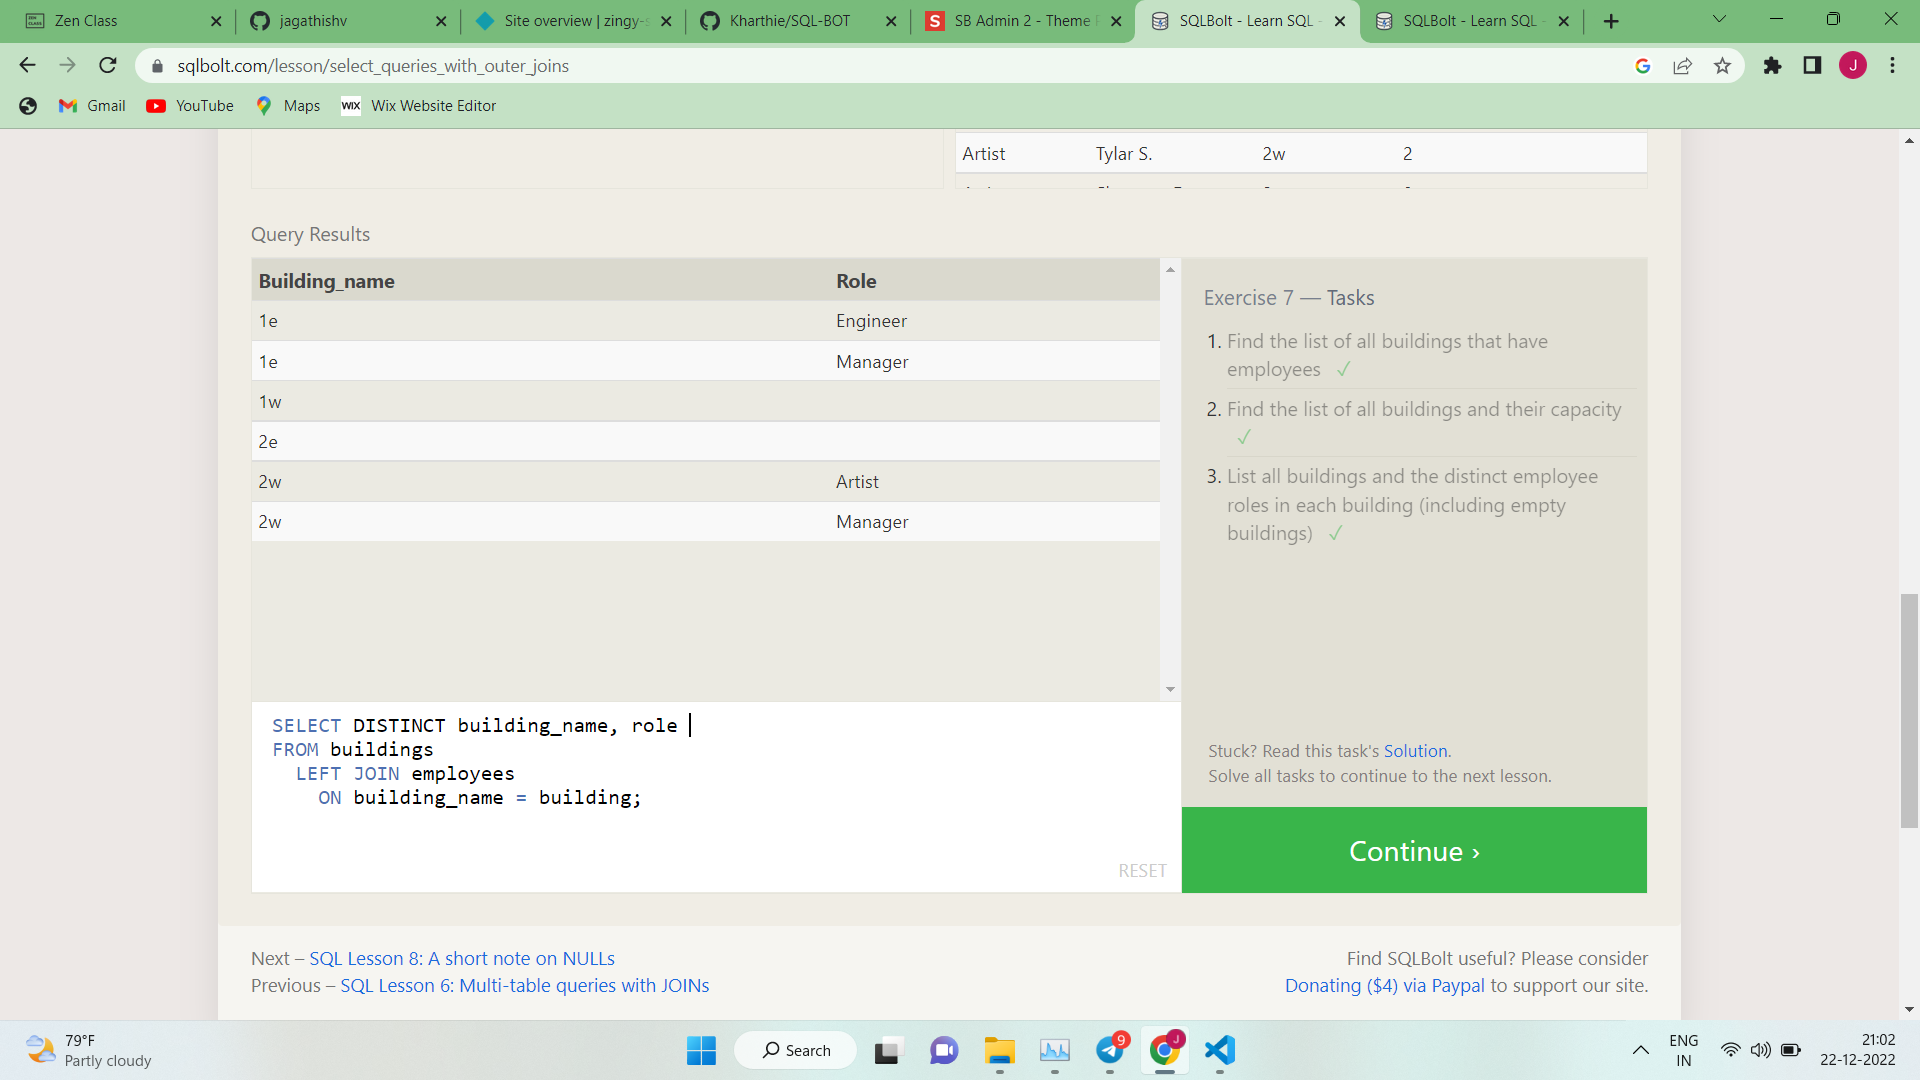 Zen Class
jagathishv
Site overview | zingy-s
Kharthie/SQL-BOT
SB Admin 2 - Theme P
SQLBolt - Learn SQL -
SQLBolt - Learn SQL -
sqlbolt.com/lesson/select_queries_with_outer_joins
J
Gmail
YouTube
Maps
WIX Wix Website Editor
Artist Tylar S. 2w 2
Query Results
Building_name Role
1e Engineer
1e Manager
1w
2e
2w Artist
2w Manager
Exercise 7 — Tasks
1. Find the list of all buildings that have
employees ✓
2. Find the list of all buildings and their capacity
✓
3. List all buildings and the distinct employee
roles in each building (including empty
buildings) ✓
SELECT DISTINCT building_name, role
FROM buildings
LEFT JOIN employees
ON building_name = building;
RESET
Stuck? Read this task's Solution.
Solve all tasks to continue to the next lesson.
Continue ›
Next – SQL Lesson 8: A short note on NULLs
Previous – SQL Lesson 6: Multi-table queries with JOINs
Find SQLBolt useful? Please consider
Donating ($4) via Paypal to support our site.
79°F
Partly cloudy
Search
9
J
ENG
IN
21:02
22-12-2022